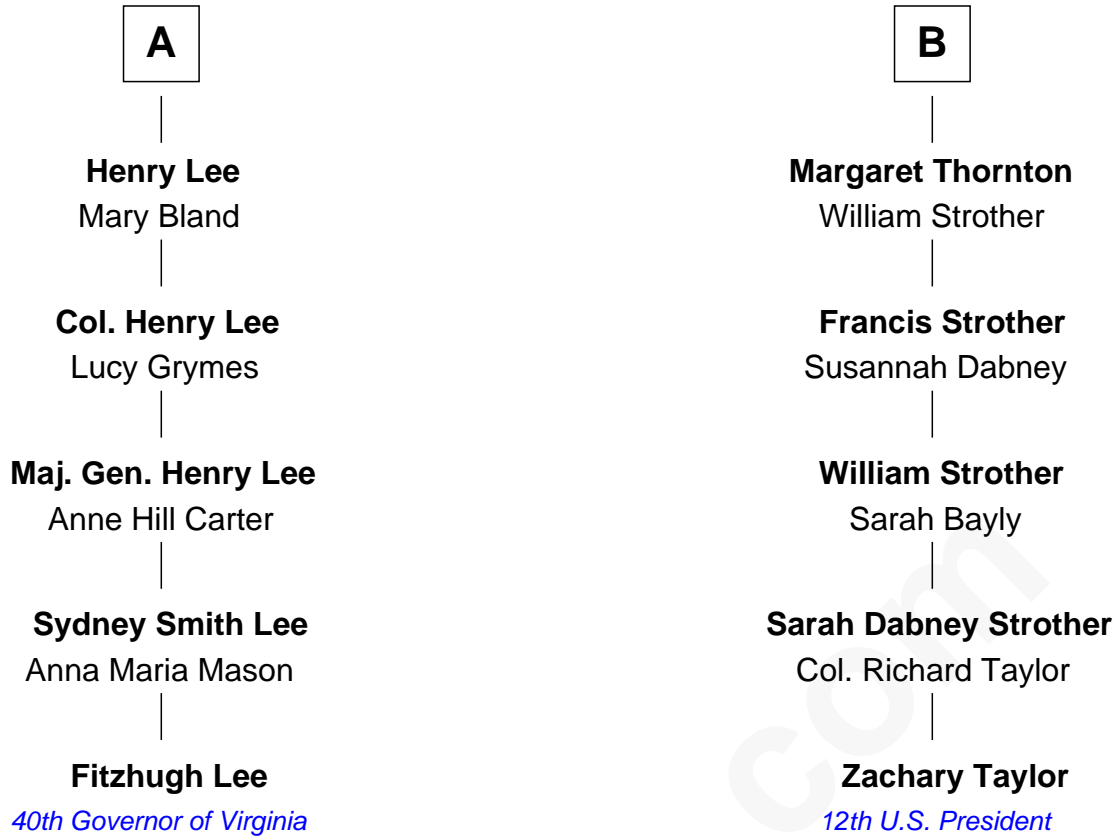 A
Henry Lee
Mary Bland
Col. Henry Lee
Lucy Grymes
Maj. Gen. Henry Lee
Anne Hill Carter
Sydney Smith Lee
Anna Maria Mason
Fitzhugh Lee
40th Governor of Virginia
B
Margaret Thornton
William Strother
Francis Strother
Susannah Dabney
William Strother
Sarah Bayly
Sarah Dabney Strother
Col. Richard Taylor
Zachary Taylor
12th U.S. President
com